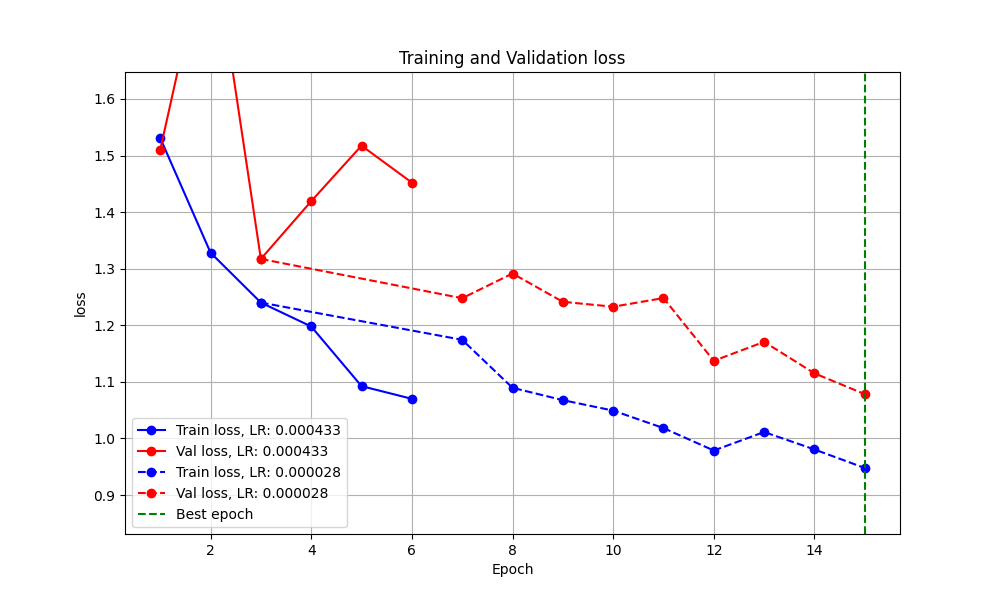 Training and Validation loss
1.6
1.5
1.4
1.3
1.2
1.1
1.0
0.9
loss
Train loss, LR: 0.000433
Val loss, LR: 0.000433
Train loss, LR: 0.000028
Val loss, LR: 0.000028
Best epoch
2 4 6 8 10 12 14
Epoch